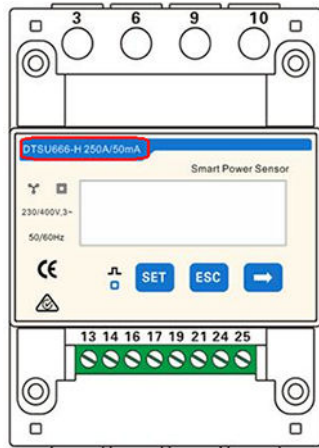 3 6 9 10
DTSU666-H 250A/50mA
Smart Power Sensor
230/400V,3~
50/60Hz
CE
SET ESC
13 14 16 17 19 21 24 25